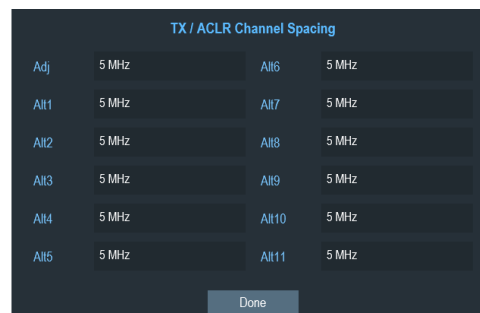 TX / ACLR Channel Spacing
Adj 5 MHz Alt6 5 MHz
Alt1 5 MHz Alt7 5 MHz
Alt2 5 MHz Alt8 5 MHz
Alt3 5 MHz Alt9 5 MHz
Alt4 5 MHz Alt10 5 MHz
Alt5 5 MHz Alt11 5 MHz
Done